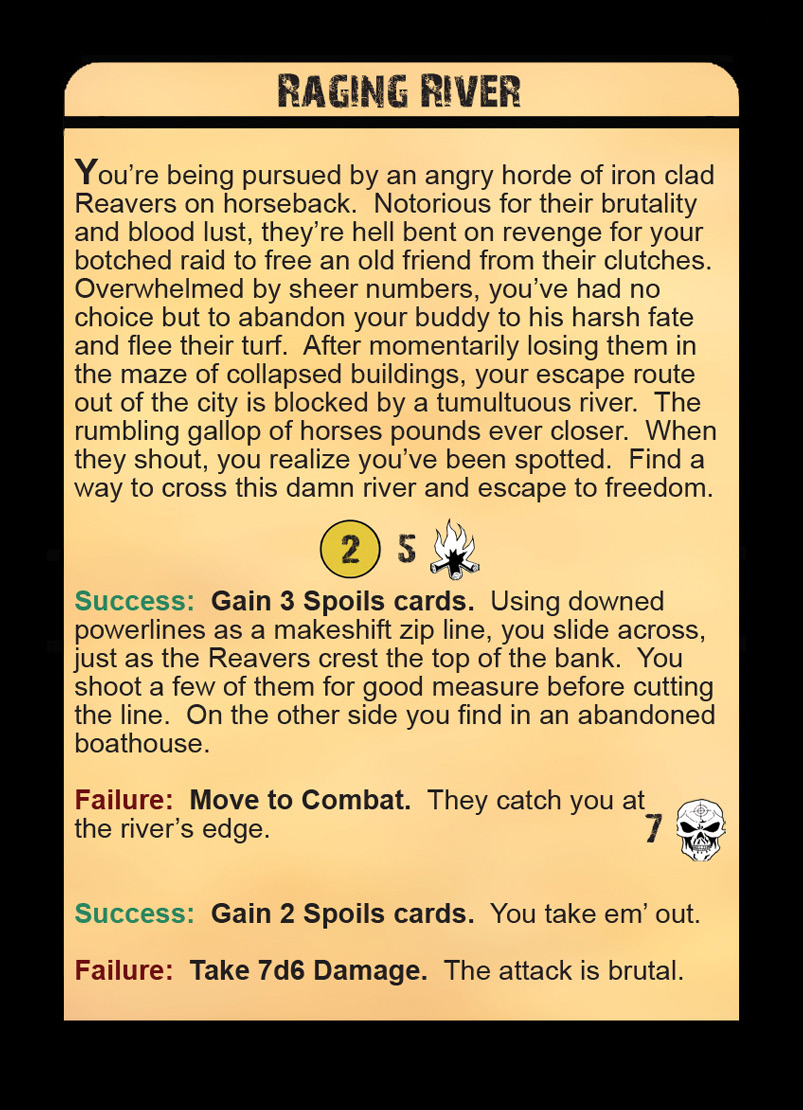 RAGING RIVER
You’re being pursued by an angry horde of iron clad
Reavers on horseback.  Notorious for their brutality
and blood lust, they’re hell bent on revenge for your
botched raid to free an old friend from their clutches.
Overwhelmed by sheer numbers, you’ve had no
choice but to abandon your buddy to his harsh fate
and flee their turf.  After momentarily losing them in
the maze of collapsed buildings, your escape route
out of the city is blocked by a tumultuous river.  The
rumbling gallop of horses pounds ever closer.  When
they shout, you realize you’ve been spotted.  Find a
way to cross this damn river and escape to freedom.
2 5
Success:  Gain 3 Spoils cards.  Using downed
powerlines as a makeshift zip line, you slide across,
just as the Reavers crest the top of the bank.  You
shoot a few of them for good measure before cutting
the line.  On the other side you find in an abandoned
boathouse.
Failure:  Move to Combat.  They catch you at
the river’s edge.
7
Success:  Gain 2 Spoils cards.  You take em’ out.
Failure:  Take 7d6 Damage.  The attack is brutal.